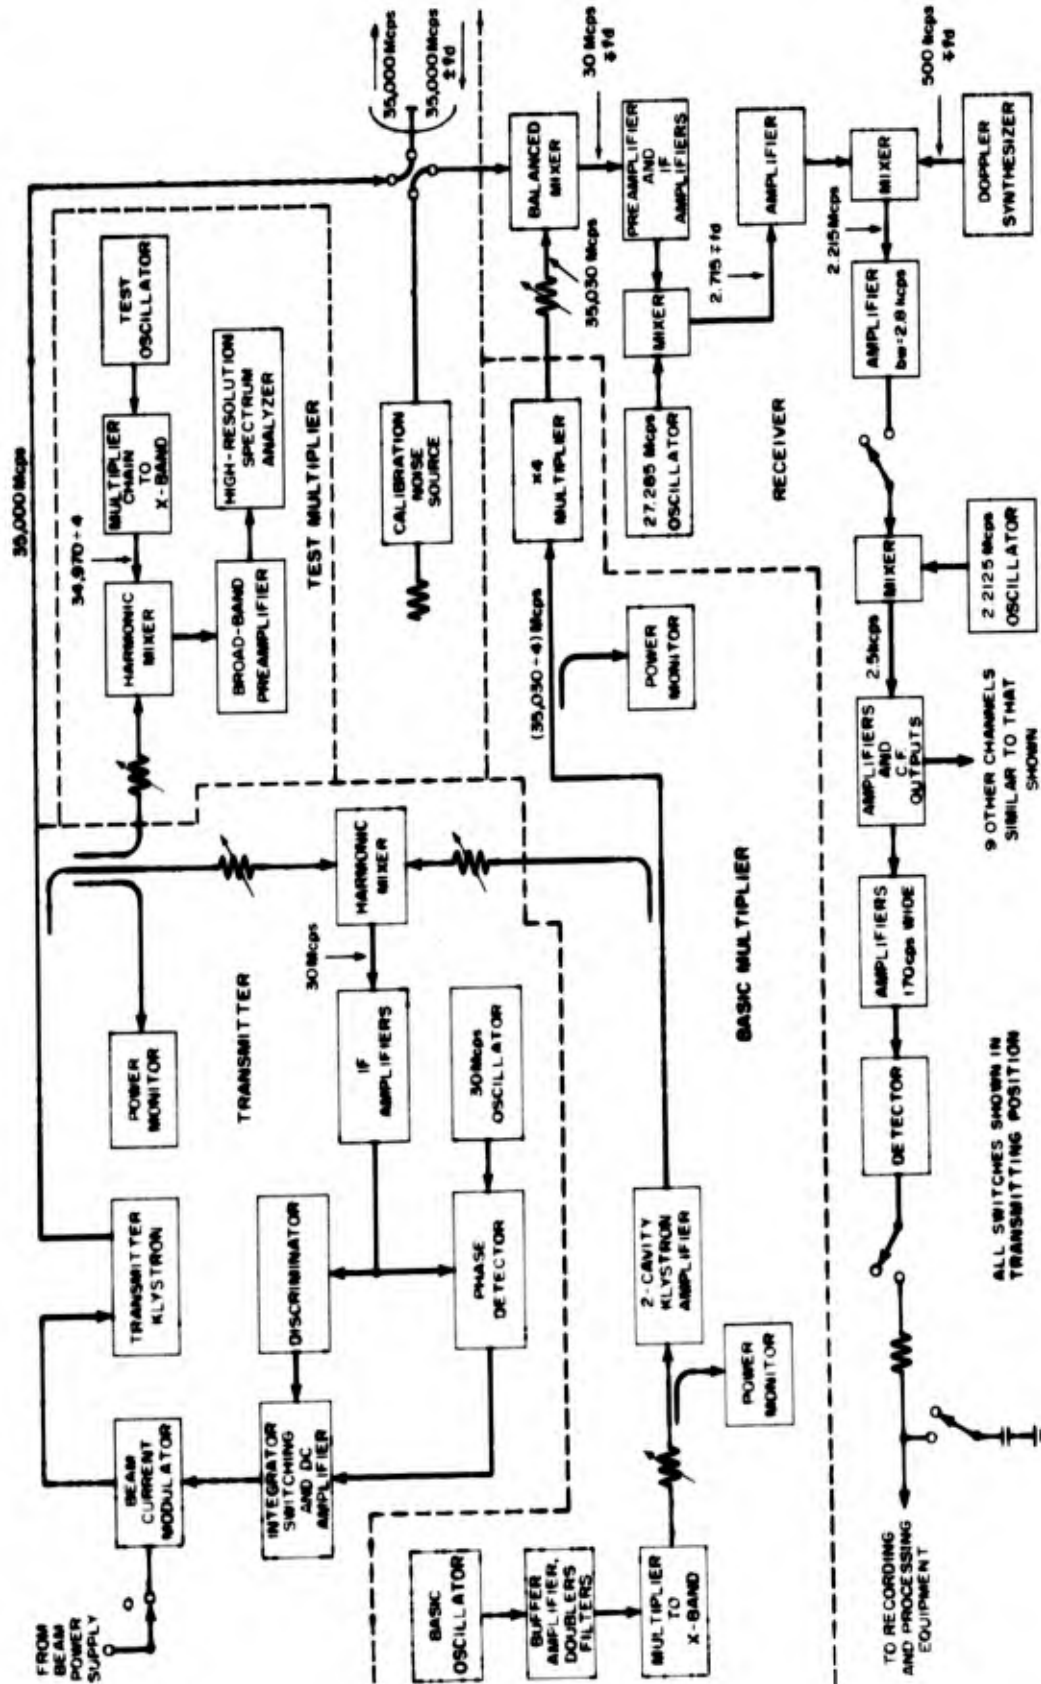 FROM
BEAM
POWER
SUPPLY
BEAM
CURRENT
MODULATOR
TRANSMITTER
KLYSTRON
POWER
MONITOR
35,000 Mcps
34,970÷4
HARMONIC
MIXER
MULTIPLIER
CHAIN
TO
X-BAND
TEST
OSCILLATOR
BROAD-BAND
PREAMPLIFIER
HIGH-RESOLUTION
SPECTRUM
ANALYZER
TEST MULTIPLIER
TRANSMITTER
INTEGRATOR
SWITCHING
AND DC
AMPLIFIER
DISCRIMINATOR
IF
AMPLIFIERS
30 Mcps
HARMONIC
MIXER
PHASE
DETECTOR
30 Mcps
OSCILLATOR
CALIBRATION
NOISE
SOURCE
35,000 Mcps
35,000 Mcps
± fd
BASIC
OSCILLATOR
BUFFER
AMPLIFIER,
DOUBLERS
FILTERS
MULTIPLIER
TO
X-BAND
POWER
MONITOR
2-CAVITY
KLYSTRON
AMPLIFIER
BASIC MULTIPLIER
(35,030÷4) Mcps
POWER
MONITOR
X4
MULTIPLIER
35,030 Mcps
BALANCED
MIXER
30 Mcps
∓ fd
27.285 Mcps
OSCILLATOR
MIXER
PREAMPLIFIER
AND
IF
AMPLIFIERS
2.715 ∓ fd
AMPLIFIER
RECEIVER
TO RECORDING
AND PROCESSING
EQUIPMENT
DETECTOR
AMPLIFIERS
170 cps WIDE
AMPLIFIERS
AND
C.F.
OUTPUTS
2.5 kcps
MIXER
AMPLIFIER
bw=2.8 kcps
2.215 Mcps
MIXER
500 kcps
∓ fd
2.2125 Mcps
OSCILLATOR
DOPPLER
SYNTHESIZER
ALL SWITCHES SHOWN IN
TRANSMITTING POSITION
9 OTHER CHANNELS
SIMILAR TO THAT
SHOWN